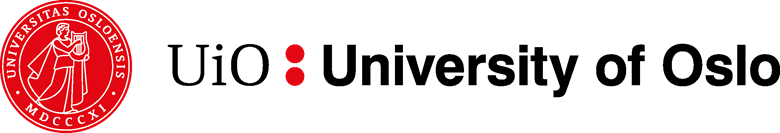 UNIVERSITAS OSLOENSIS
MDCCCXI
UiO : University of Oslo